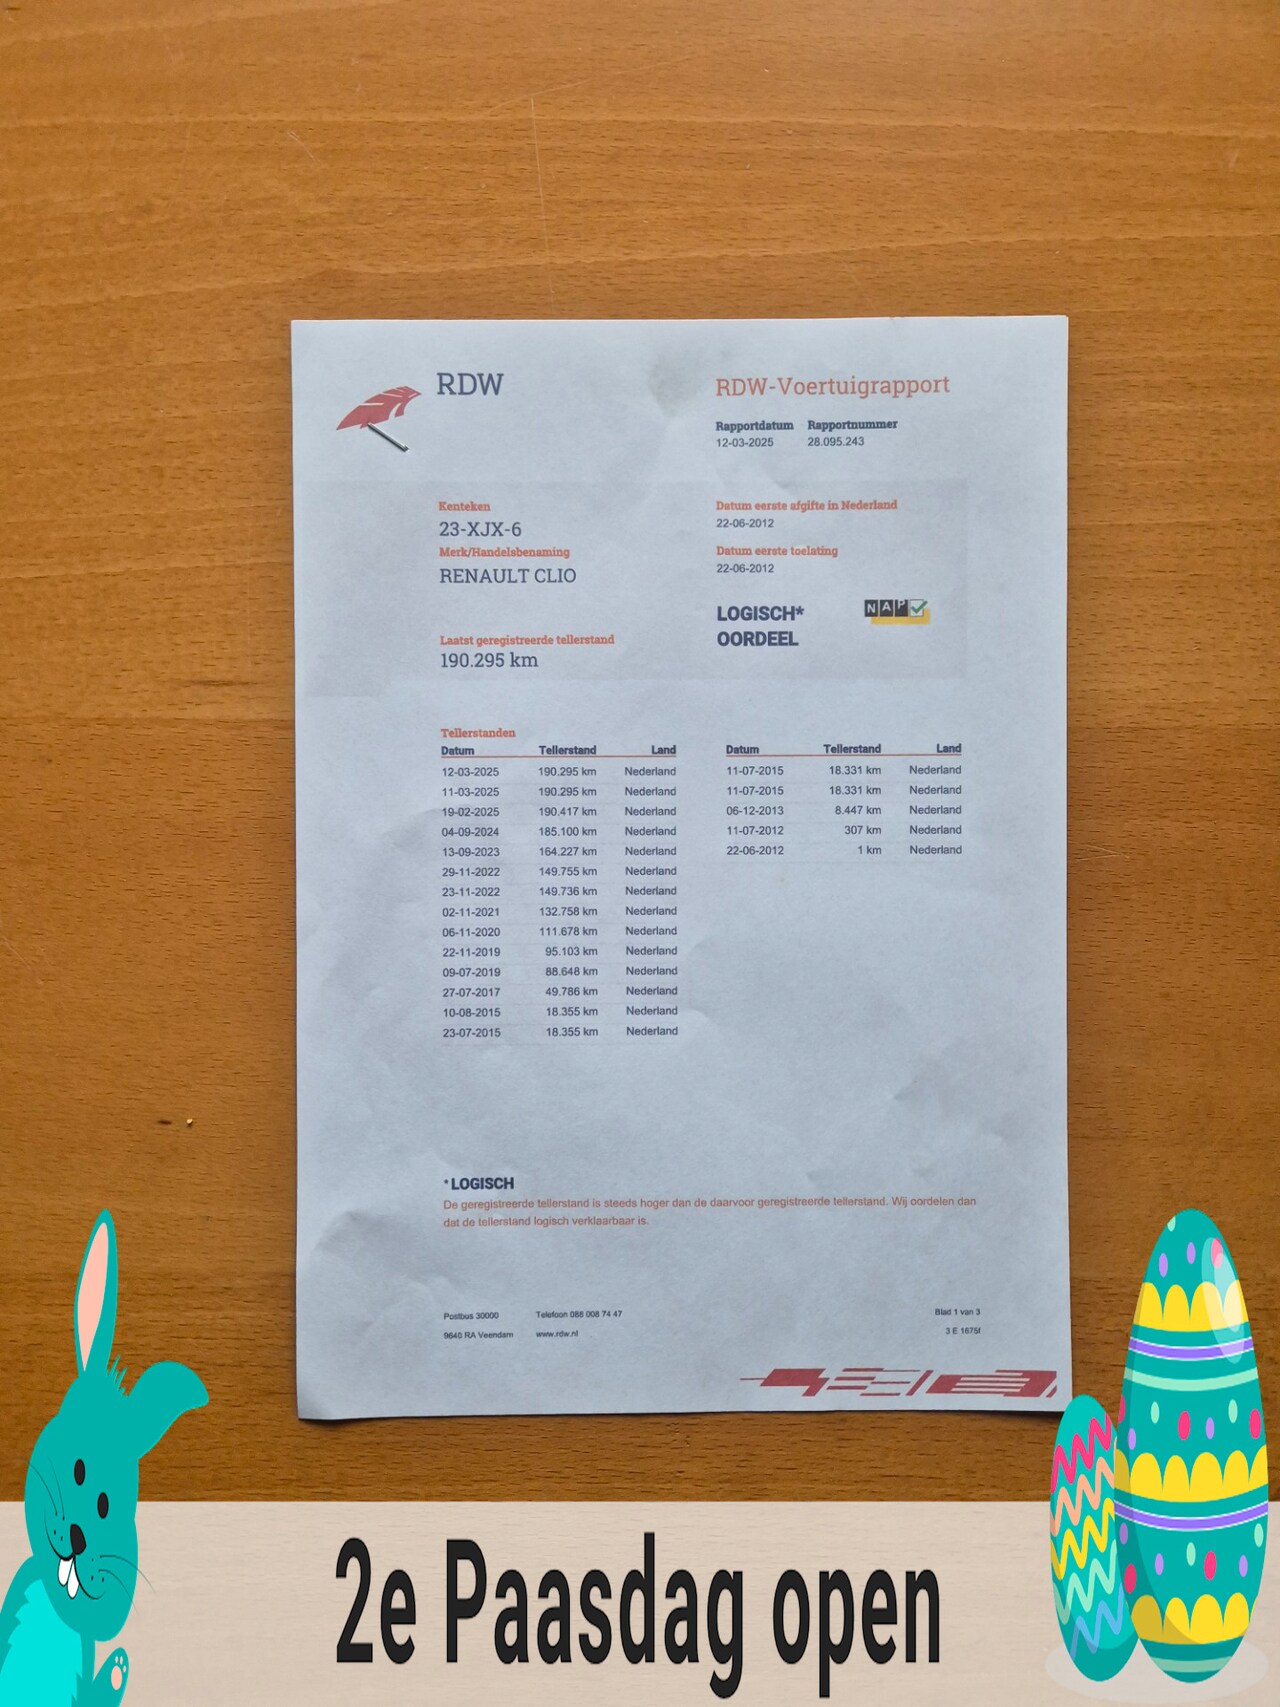 RDW
RDW-Voertuigrapport
Rapportdatum Rapportnummer
12-03-2025 28.095.243
Kenteken
23-XJX-6
Merk/Handelsbenaming
RENAULT CLIO
Laatst geregistreerde tellerstand
190.295 km
Datum eerste afgifte in Nederland
22-06-2012
Datum eerste toelating
22-06-2012
LOGISCH*
OORDEEL
NAP
Tellerstanden
Datum Tellerstand Land
12-03-2025 190.295 km Nederland
11-03-2025 190.295 km Nederland
19-02-2025 190.417 km Nederland
04-09-2024 185.100 km Nederland
13-09-2023 164.227 km Nederland
29-11-2022 149.755 km Nederland
23-11-2022 149.736 km Nederland
02-11-2021 132.758 km Nederland
06-11-2020 111.678 km Nederland
22-11-2019 95.103 km Nederland
09-07-2019 88.648 km Nederland
27-07-2017 49.786 km Nederland
10-08-2015 18.355 km Nederland
23-07-2015 18.355 km Nederland
Datum Tellerstand Land
11-07-2015 18.331 km Nederland
11-07-2015 18.331 km Nederland
06-12-2013 8.447 km Nederland
11-07-2012 307 km Nederland
22-06-2012 1 km Nederland
* LOGISCH
De geregistreerde tellerstand is steeds hoger dan de daarvoor geregistreerde tellerstand. Wij oordelen dan
dat de tellerstand logisch verklaarbaar is.
Postbus 30000 Telefoon 088 008 74 47 Blad 1 van 3
9640 RA Veendam www.rdw.nl 3 E 1675f
2e Paasdag open